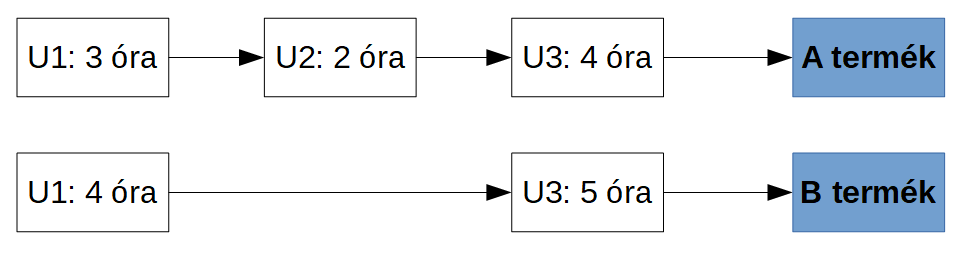 U1: 3 óra
U2: 2 óra
U3: 4 óra
A termék
U1: 4 óra
U3: 5 óra
B termék